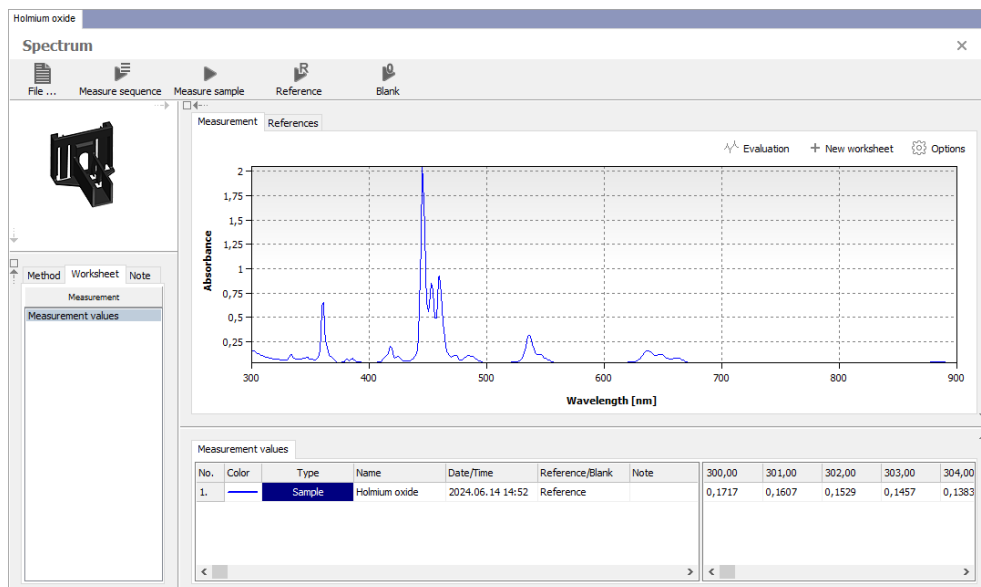 Holmium oxide
Spectrum
File ... Measure sequence Measure sample Reference Blank
Measurement References
Evaluation New worksheet Options
Absorbance
2
1,75
1,5
1,25
1
0,75
0,5
0,25
300 400 500 600 700 800 900
Wavelength [nm]
Method Worksheet Note
Measurement
Measurement values
Measurement values
No. Color Type Name Date/Time Reference/Blank Note 300,00 301,00 302,00 303,00 304,00
1. Sample Holmium oxide 2024.06.14 14:52 Reference 0,1717 0,1607 0,1529 0,1457 0,1383